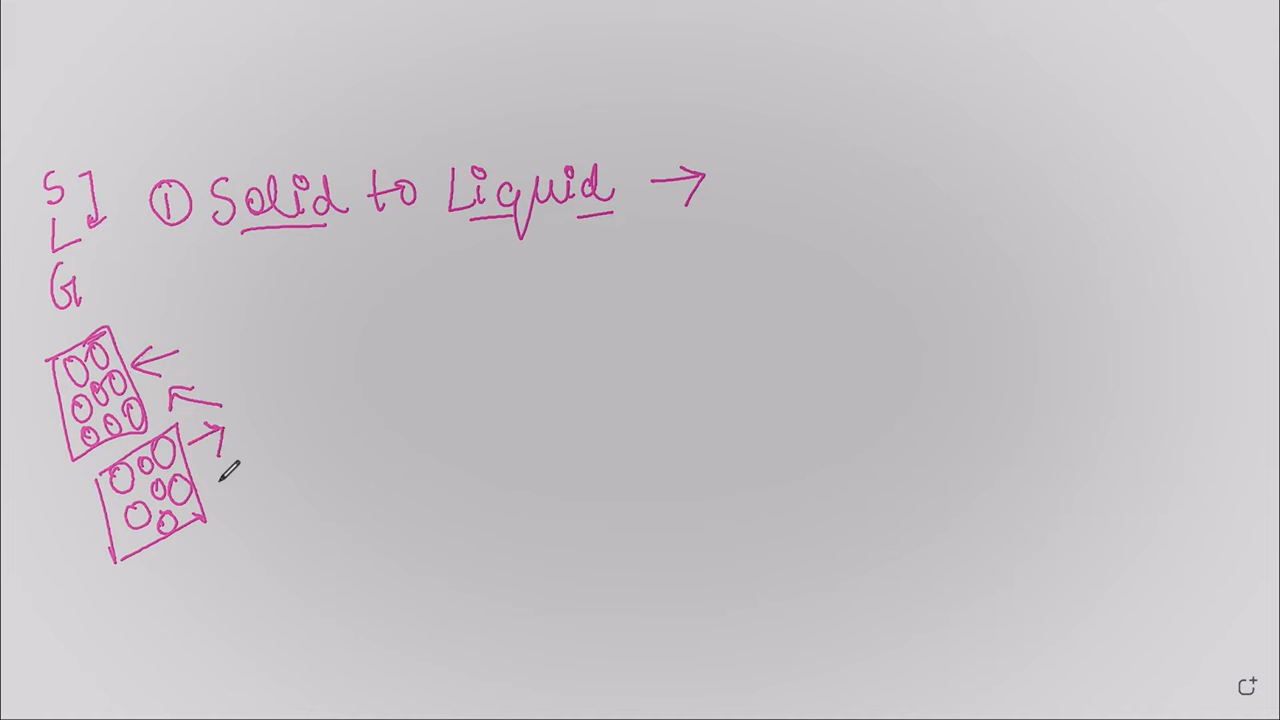 S
L
G
① Solid to Liquid →